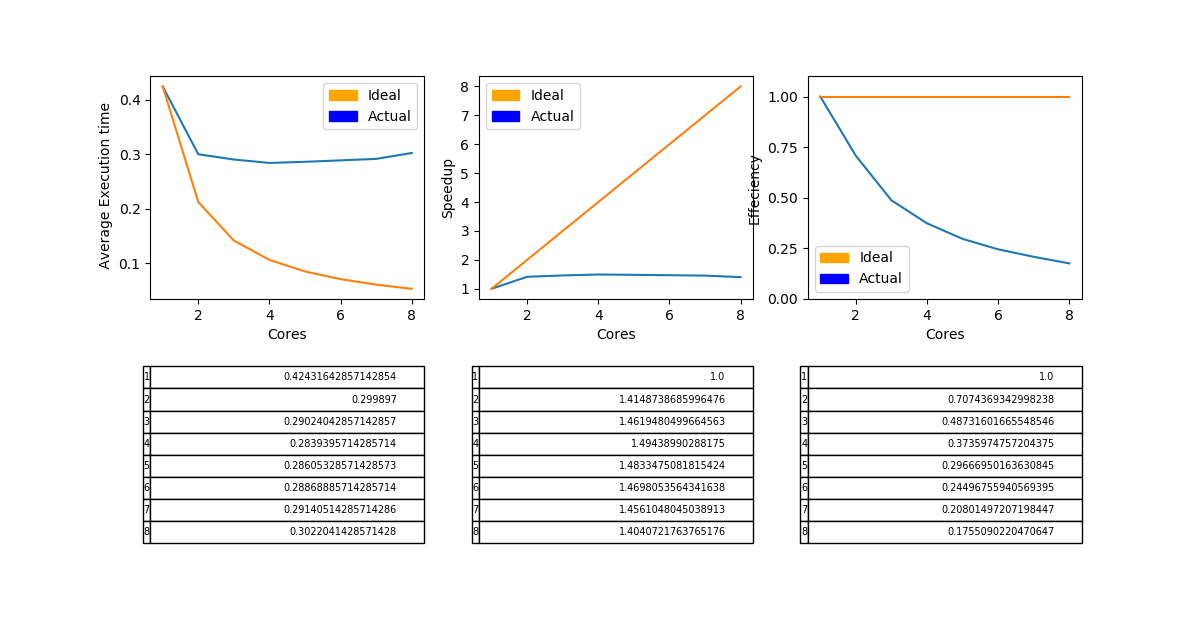 0.4
0.3
0.2
0.1
Average Execution time
Ideal
Actual
2 4 6 8
Cores
8
7
6
5
4
3
2
1
Speedup
Ideal
Actual
2 4 6 8
Cores
1.00
0.75
0.50
0.25
0.00
Effeciency
Ideal
Actual
2 4 6 8
Cores
1 0.42431642857142854
2 0.299897
3 0.29024042857142857
4 0.2839395714285714
5 0.28605328571428573
6 0.28868885714285714
7 0.29140514285714286
8 0.3022041428571428
1 1.0
2 1.4148738685996476
3 1.4619480499664563
4 1.49438990288175
5 1.4833475081815424
6 1.4698053564341638
7 1.4561048045038913
8 1.4040721763765176
1 1.0
2 0.7074369342998238
3 0.48731601665548546
4 0.3735974757204375
5 0.29666950163630845
6 0.24496755940569395
7 0.20801497207198447
8 0.1755090220470647